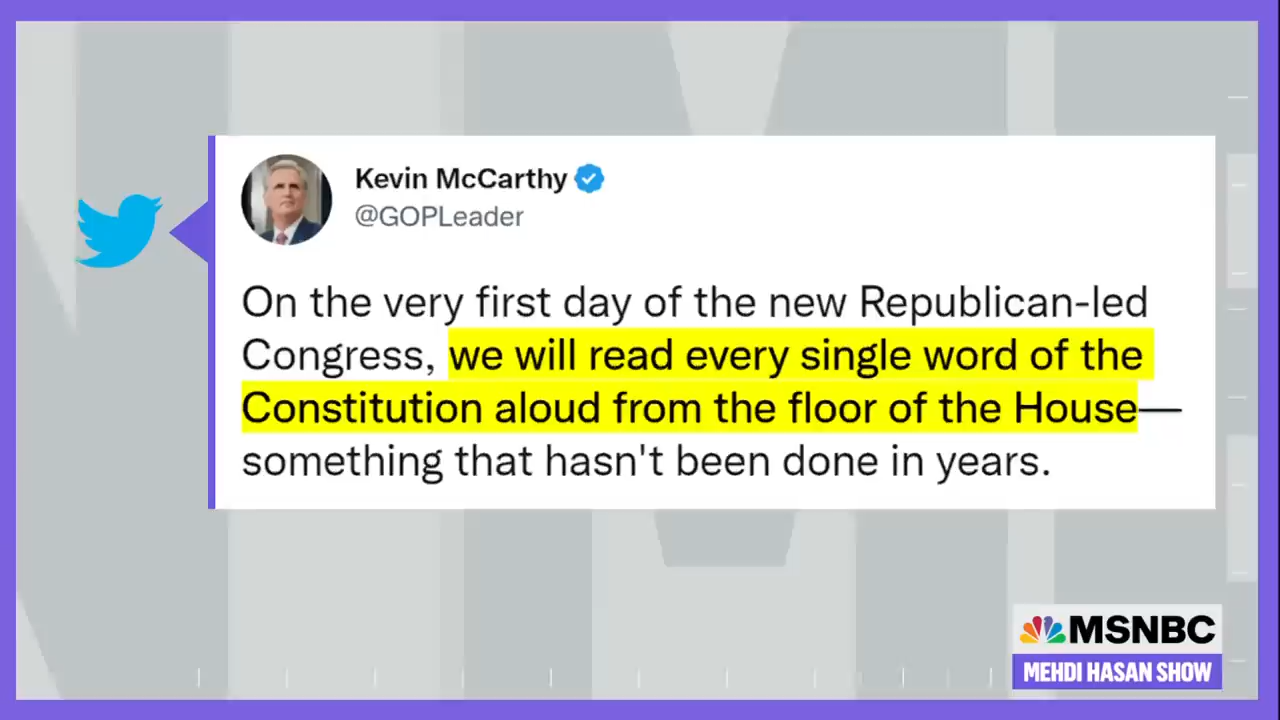 Kevin McCarthy
@GOPLeader
On the very first day of the new Republican-led
Congress, we will read every single word of the
Constitution aloud from the floor of the House—
something that hasn't been done in years.
MSNBC
MEHDI HASAN SHOW